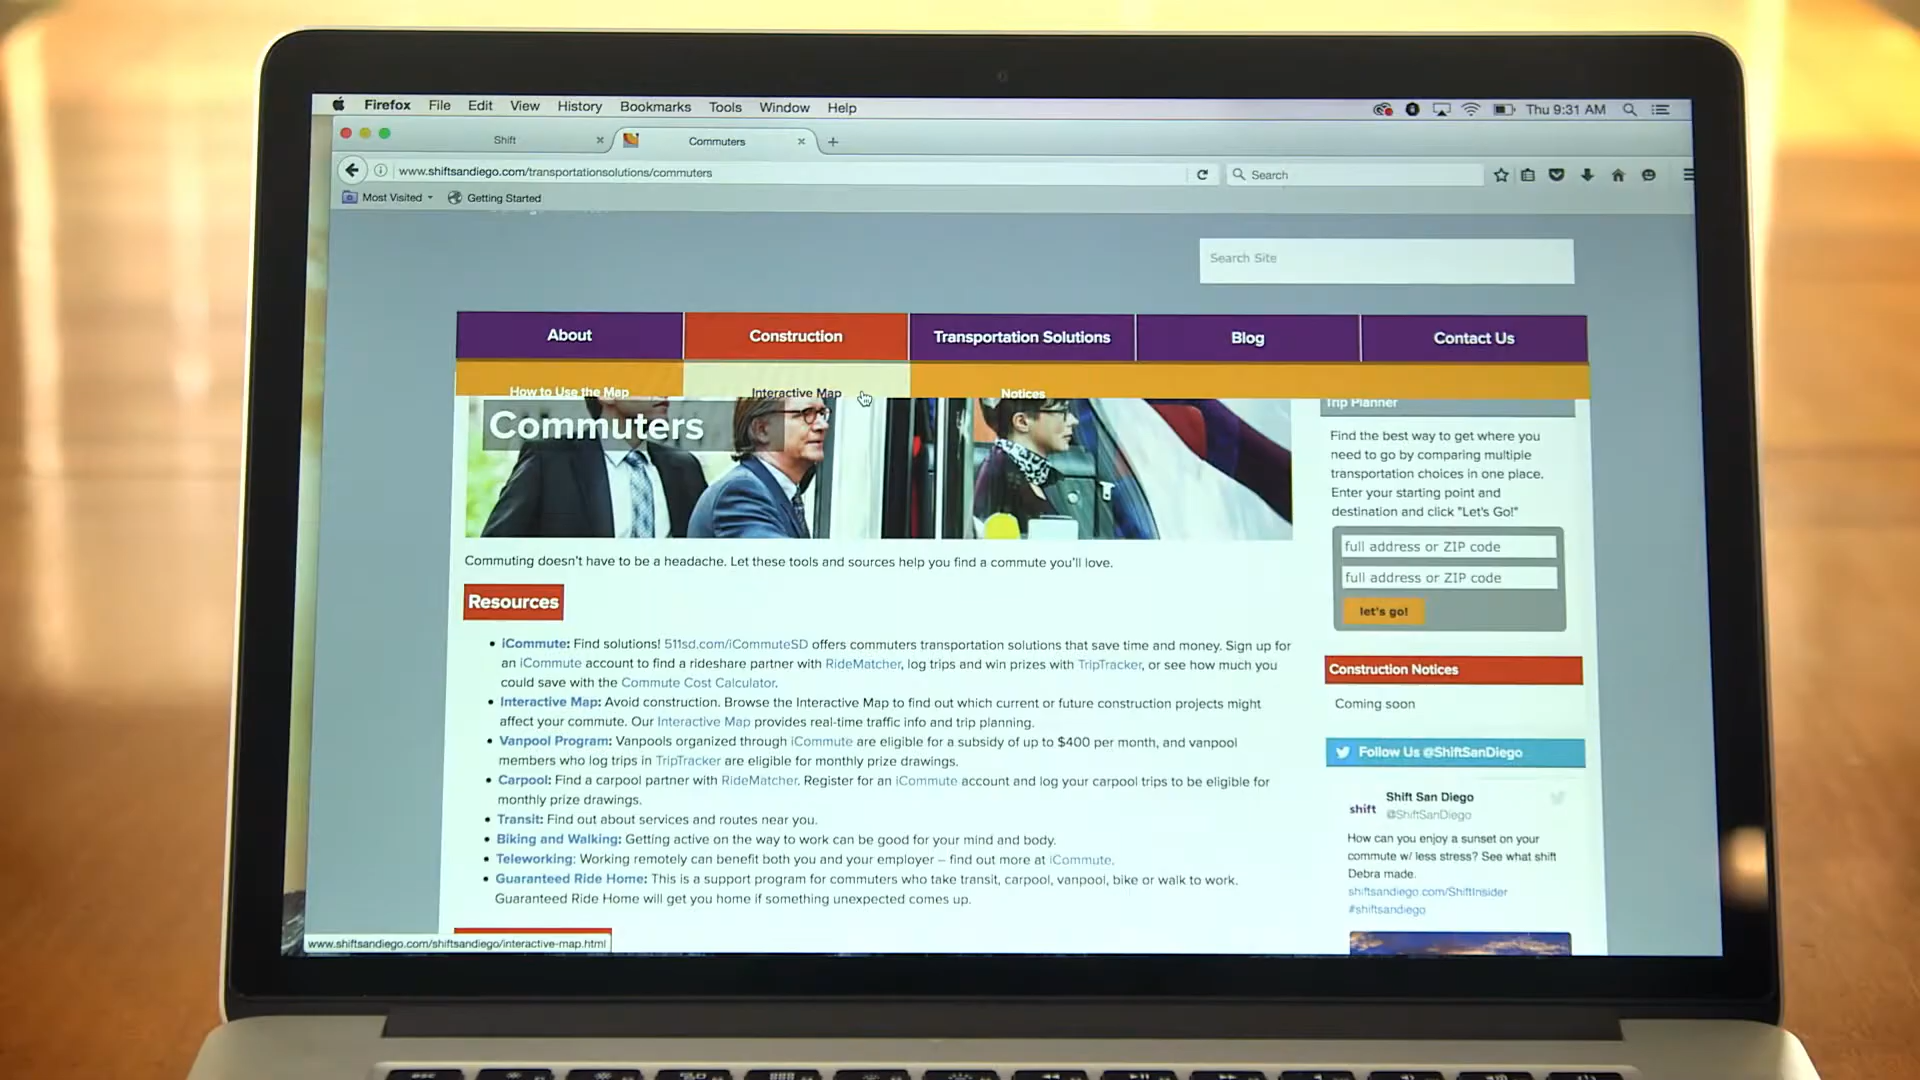 Firefox File Edit View History Bookmarks Tools Window Help Thu 9:31 AM
Shift Commuters
www.shiftsandiego.com/transportationsolutions/commuters Search
Most Visited Getting Started
Search Site
About Construction Transportation Solutions Blog Contact Us
How to Use the Map Interactive Map Notices
Commuters
Commuting doesn't have to be a headache. Let these tools and sources help you find a commute you'll love.
Resources
• iCommute: Find solutions! 511sd.com/iCommuteSD offers commuters transportation solutions that save time and money. Sign up for
an iCommute account to find a rideshare partner with RideMatcher, log trips and win prizes with TripTracker, or see how much you
could save with the Commute Cost Calculator.
• Interactive Map: Avoid construction. Browse the Interactive Map to find out which current or future construction projects might
affect your commute. Our Interactive Map provides real-time traffic info and trip planning.
• Vanpool Program: Vanpools organized through iCommute are eligible for a subsidy of up to $400 per month, and vanpool
members who log trips in TripTracker are eligible for monthly prize drawings.
• Carpool: Find a carpool partner with RideMatcher. Register for an iCommute account and log your carpool trips to be eligible for
monthly prize drawings.
• Transit: Find out about services and routes near you.
• Biking and Walking: Getting active on the way to work can be good for your mind and body.
• Teleworking: Working remotely can benefit both you and your employer – find out more at iCommute.
• Guaranteed Ride Home: This is a support program for commuters who take transit, carpool, vanpool, bike or walk to work.
Guaranteed Ride Home will get you home if something unexpected comes up.
Trip Planner
Find the best way to get where you
need to go by comparing multiple
transportation choices in one place.
Enter your starting point and
destination and click "Let's Go!"
full address or ZIP code
full address or ZIP code
let's go!
Construction Notices
Coming soon
Follow Us @ShiftSanDiego
shift Shift San Diego
@ShiftSanDiego
How can you enjoy a sunset on your
commute w/ less stress? See what shift
Debra made.
shiftsandiego.com/ShiftInsider
#shiftsandiego
www.shiftsandiego.com/shiftsandiego/interactive-map.html
esc